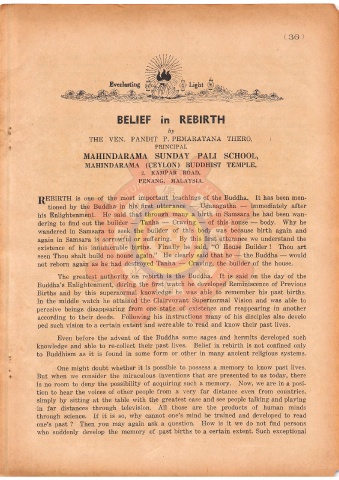 (36)
Everlasting Light
BELIEF in REBIRTH
by
THE VEN. PANDIT P. PEMARATANA THERO,
PRINCIPAL
MAHINDARAMA SUNDAY PALI SCHOOL,
MAHINDARAMA (CEYLON) BUDDHIST TEMPLE,
2, KAMPAR ROAD,
PENANG, MALAYSIA.
REBIRTH is one of the most important teachings of the Buddha. It has been men-
tioned by the Buddha in his first utterance — Udanagatha — immediately after
his Enlightenment. He said that through many a birth in Samsara he had been wan-
dering to find out the builder — Tanha — Craving — of this house — body. Why he
wandered in Samsara to seek the builder of this body was because birth again and
again in Samsara is sorrow or suffering. By this first utterance we understand the
existence of his innumerable births. Finally he said, "O House Builder! Thou art
seen Thou shalt build no house again". He clearly said that he — the Buddha — would
not reborn again as he had destroyed Tanha — Craving, the builder of the house.
The greatest authority on rebirth is the Buddha. It is said on the day of the
Buddha's Enlightenment, during the first watch he developed Reminiscence of Previous
Births and by this supernormal knowledge he was able to remember his past births.
in the middle watch he attained the Clairvoyant Supernormal Vision and was able to
perceive beings disappearing from one state of existence and reappearing in another
according to their deeds. Following his instructions many of his disciples also develo-
ped such vision to a certain extent and were able to read and know their past lives.
Even before the advent of the Buddha some sages and hermits developed such
knowledge and able to re-collect their past lives. Belief in rebirth is not confined only
to Buddhism as it is found in some form or other in many ancient religious systems.
One might doubt whether it is possible to possess a memory to know past lives.
But when we consider the miraculous inventions that are presented to us today, there
is no room to deny the possibility of acquiring such a memory. Now, we are in a posi-
tion to hear the voices of other people from a very far distance even from countries,
simply by sitting at the table with the greatest ease and see people talking and playing
in far distances through television. All those are the products of human minds
through science. If it is so, why cannot one's mind be trained and developed to read
one's past? Then you may again ask a question. How is it we do not find persons
who suddenly develop the memory of past births to a certain extent. Such exceptional